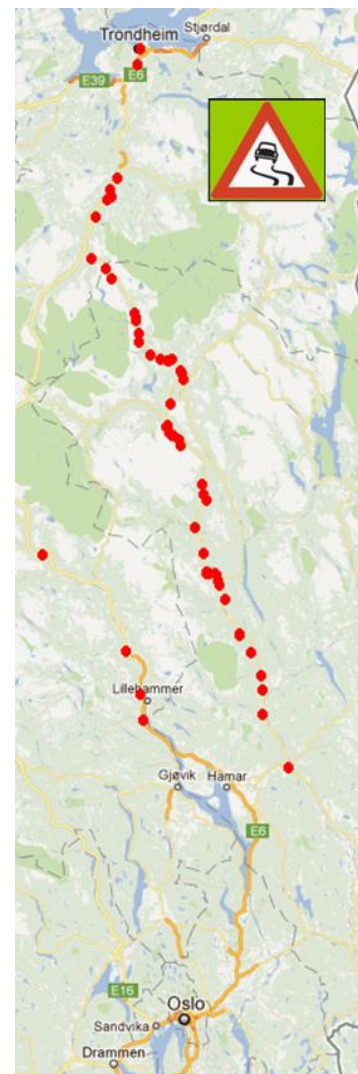 Trondheim
Stjørdal
E39
E6
Lillehammer
Gjøvik
Hamar
E6
E16
Oslo
Sandvika
Drammen